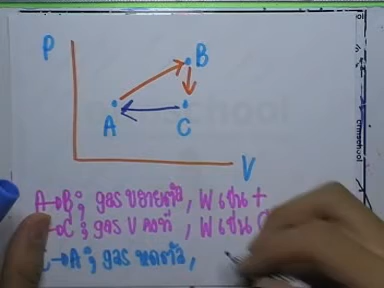 P
B
A
C
V
A→B ; gas ขยายตัว , W เป็น +
→C ; gas V คงที่ , W เป็น
C→A ; gas หดตัว ,